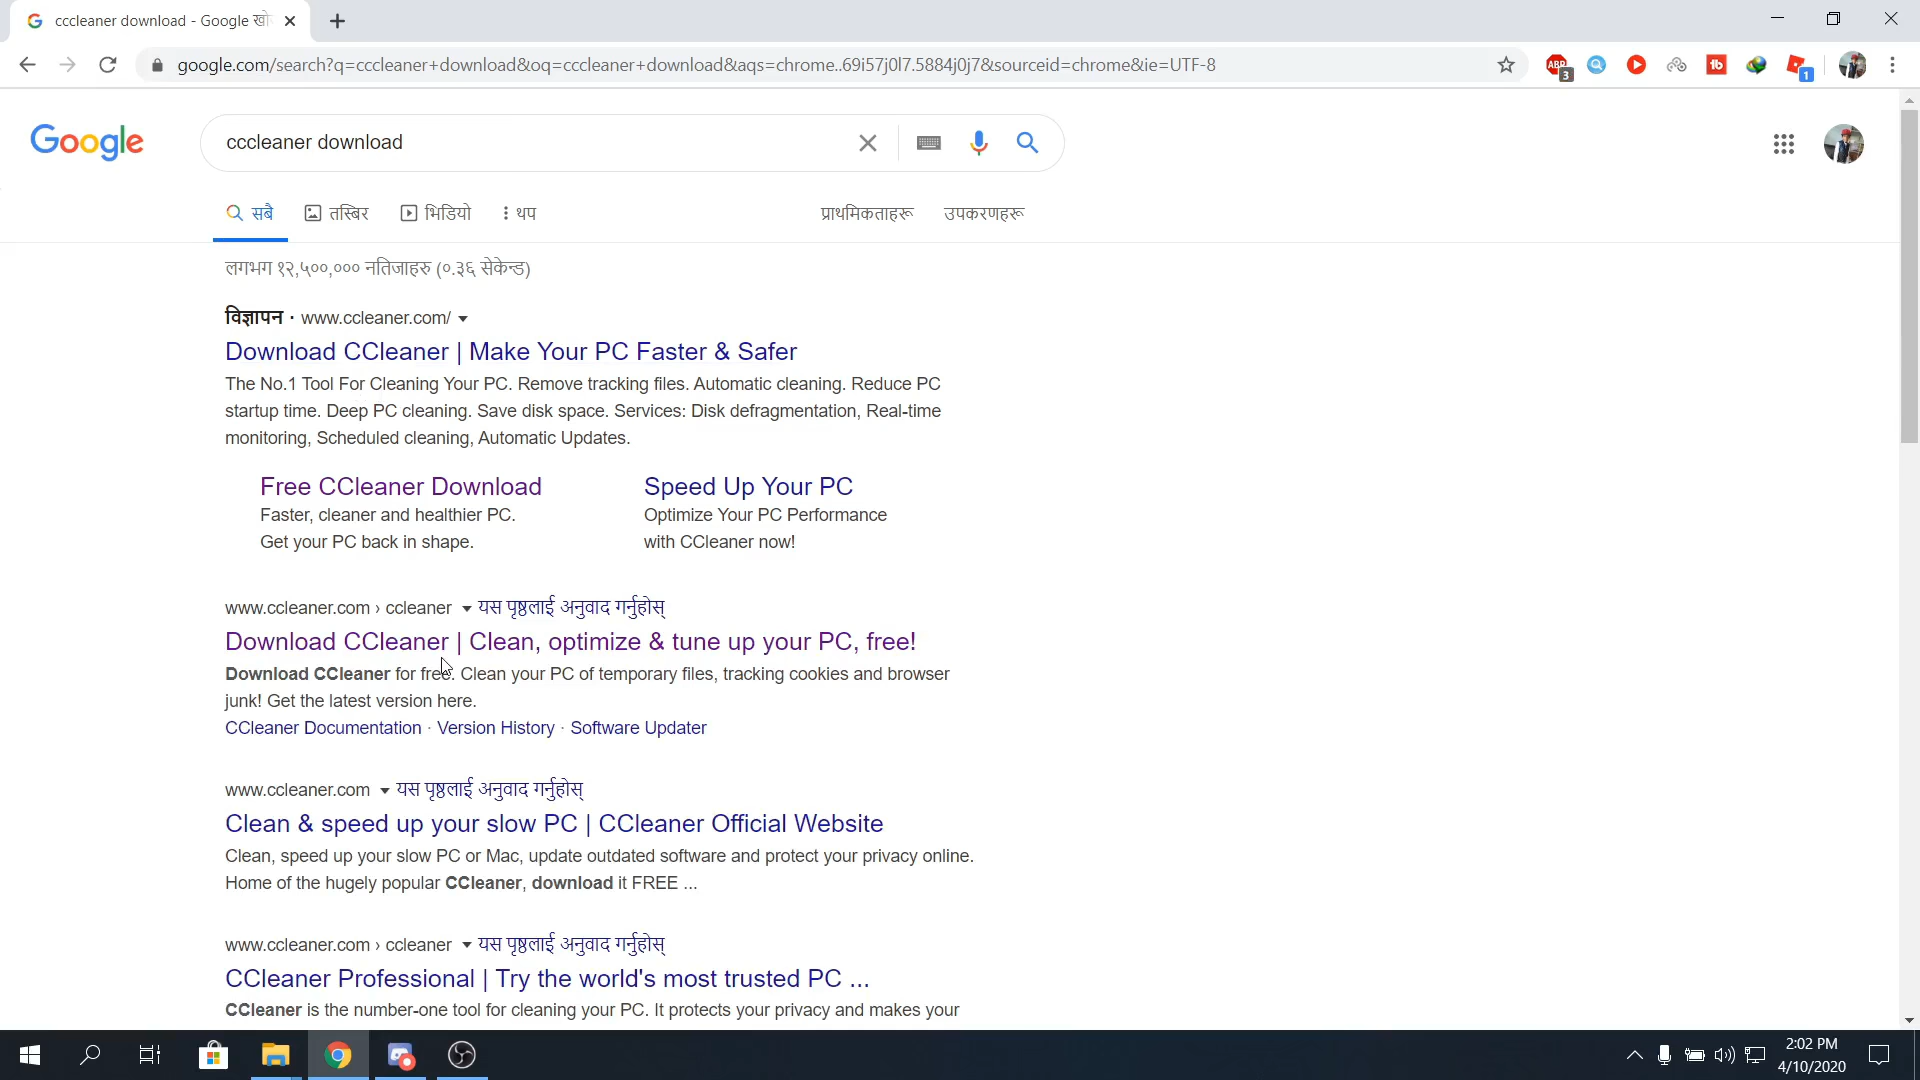 cccleaner download - Google खो
google.com/search?q=cccleaner+download&oq=cccleaner+download&aqs=chrome..69i57j0l7.5884j0j7&sourceid=chrome&ie=UTF-8
ABP 3
1
Google
cccleaner download
सबै तस्बिर भिडियो थप प्राथमिकताहरू उपकरणहरू
लगभग १२,५००,००० नतिजाहरु (०.३६ सेकेन्ड)
विज्ञापन · www.ccleaner.com/
Download CCleaner | Make Your PC Faster & Safer
The No.1 Tool For Cleaning Your PC. Remove tracking files. Automatic cleaning. Reduce PC
startup time. Deep PC cleaning. Save disk space. Services: Disk defragmentation, Real-time
monitoring, Scheduled cleaning, Automatic Updates.
Free CCleaner Download
Faster, cleaner and healthier PC.
Get your PC back in shape.
Speed Up Your PC
Optimize Your PC Performance
with CCleaner now!
www.ccleaner.com › ccleaner यस पृष्ठलाई अनुवाद गर्नुहोस्
Download CCleaner | Clean, optimize & tune up your PC, free!
Download CCleaner for free. Clean your PC of temporary files, tracking cookies and browser
junk! Get the latest version here.
CCleaner Documentation · Version History · Software Updater
www.ccleaner.com यस पृष्ठलाई अनुवाद गर्नुहोस्
Clean & speed up your slow PC | CCleaner Official Website
Clean, speed up your slow PC or Mac, update outdated software and protect your privacy online.
Home of the hugely popular CCleaner, download it FREE ...
www.ccleaner.com › ccleaner यस पृष्ठलाई अनुवाद गर्नुहोस्
CCleaner Professional | Try the world's most trusted PC ...
CCleaner is the number-one tool for cleaning your PC. It protects your privacy and makes your
2:02 PM
4/10/2020